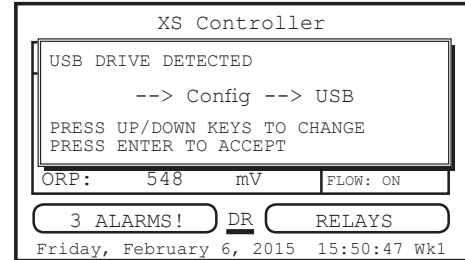 XS Controller
USB DRIVE DETECTED
--> Config --> USB
PRESS UP/DOWN KEYS TO CHANGE
PRESS ENTER TO ACCEPT
ORP: 548 mV FLOW: ON
3 ALARMS! DR RELAYS
Friday, February 6, 2015 15:50:47 Wk1